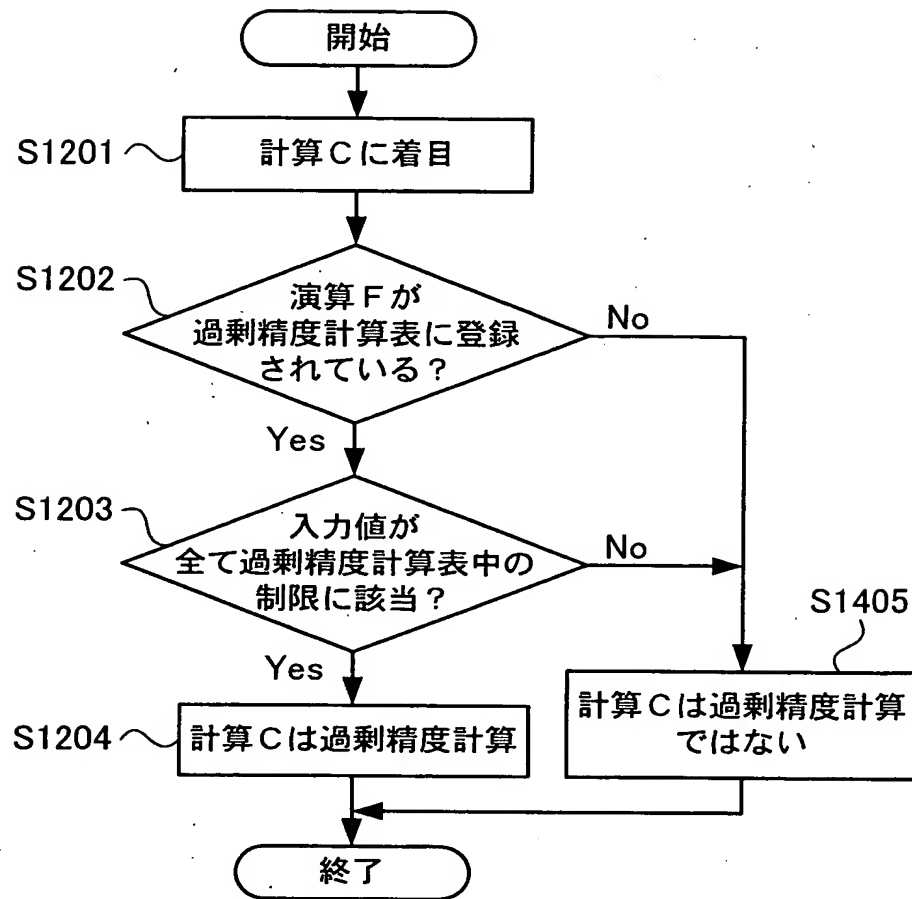 開始
S1201
計算Cに着目
S1202
演算Fが
過剰精度計算表に登録
されている?
No
Yes
S1203
入力値が
全て過剰精度計算表中の
制限に該当?
No
Yes
S1405
計算Cは過剰精度計算
ではない
S1204
計算Cは過剰精度計算
終了